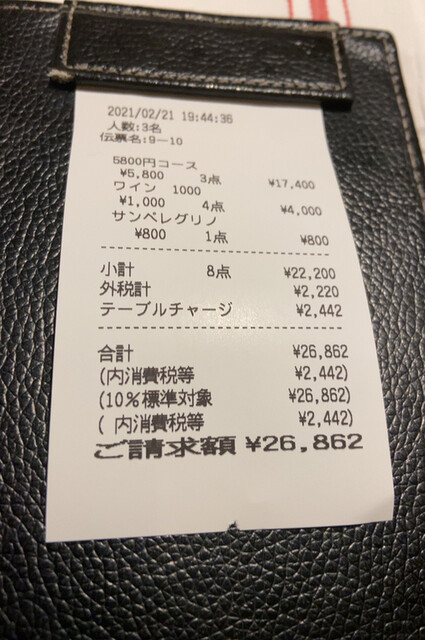 2021/02/21 19:44:36
人数:3名
伝票名:9-10
5800円コース
¥5,800 3点 ¥17,400
ワイン 1000
¥1,000 4点 ¥4,000
サンペレグリノ
¥800 1点 ¥800
小計 8点 ¥22,200
外税計 ¥2,220
テーブルチャージ ¥2,442
合計 ¥26,862
(内消費税等 ¥2,442)
(10%標準対象 ¥26,862)
( 内消費税等 ¥2,442)
ご請求額 ¥26,862